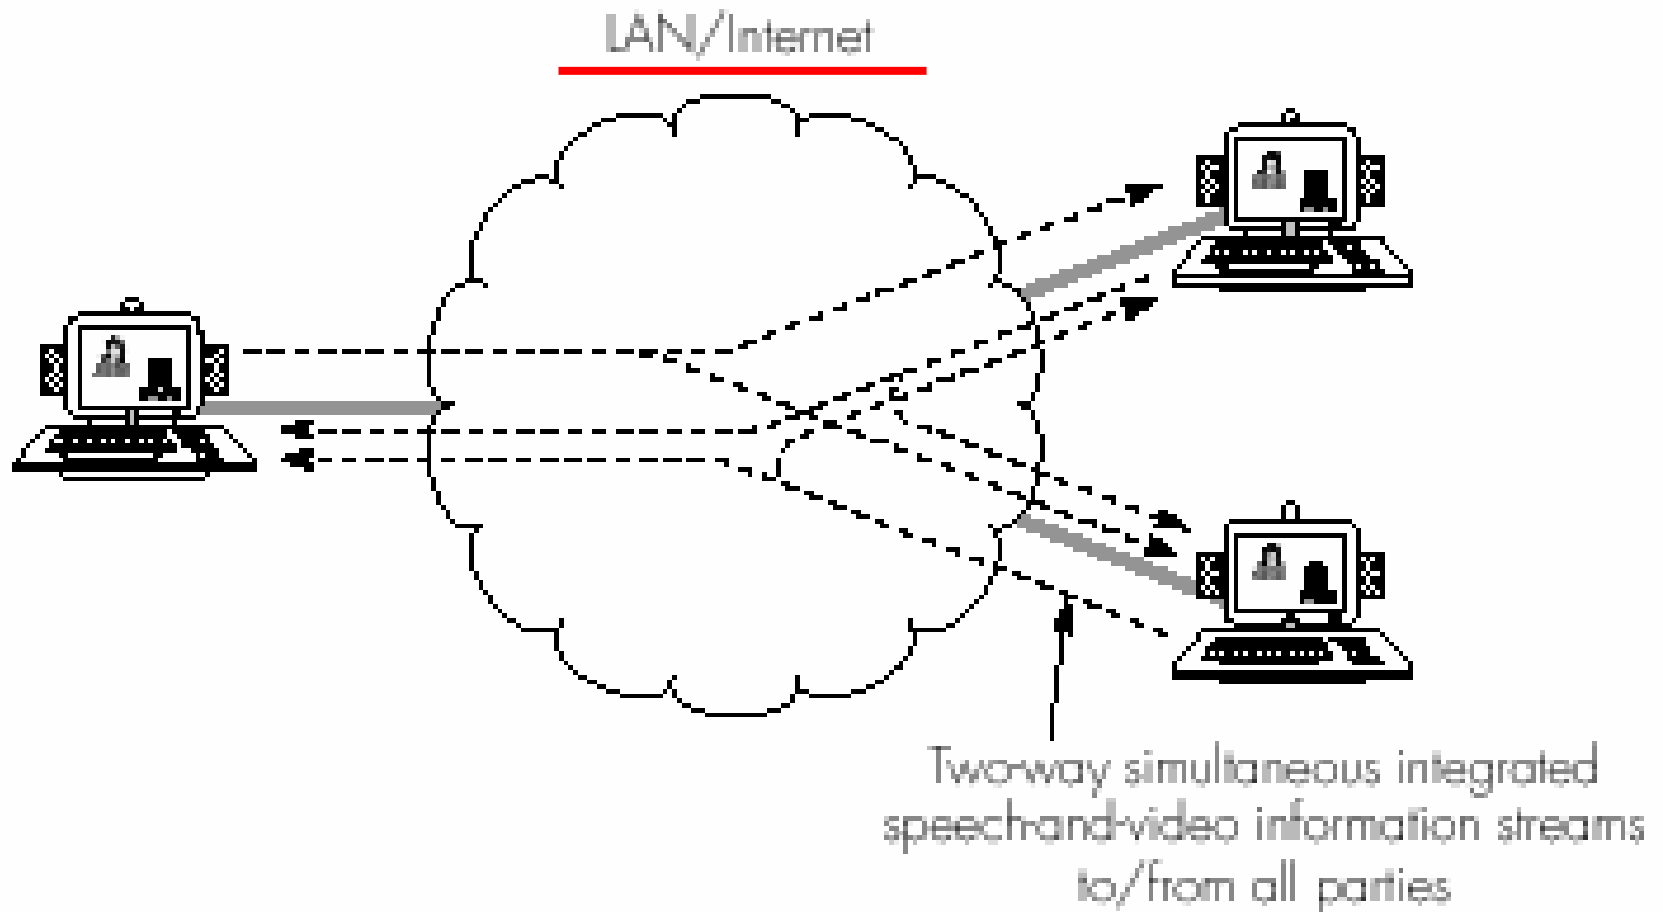 LAN/Internet
Two-way simultaneous integrated
speech-and-video information streams
to/from all parties